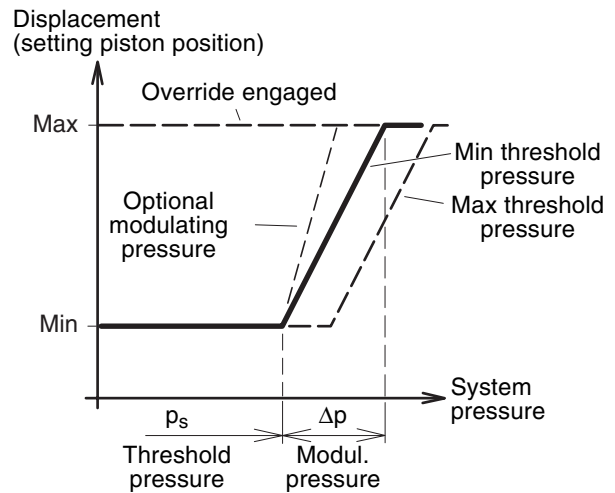 Displacement
(setting piston position)
Override engaged
Max
Min threshold
pressure
Optional
modulating
pressure
Max threshold
pressure
Min
System
pressure
pₛ
Δp
Threshold
pressure
Modul.
pressure